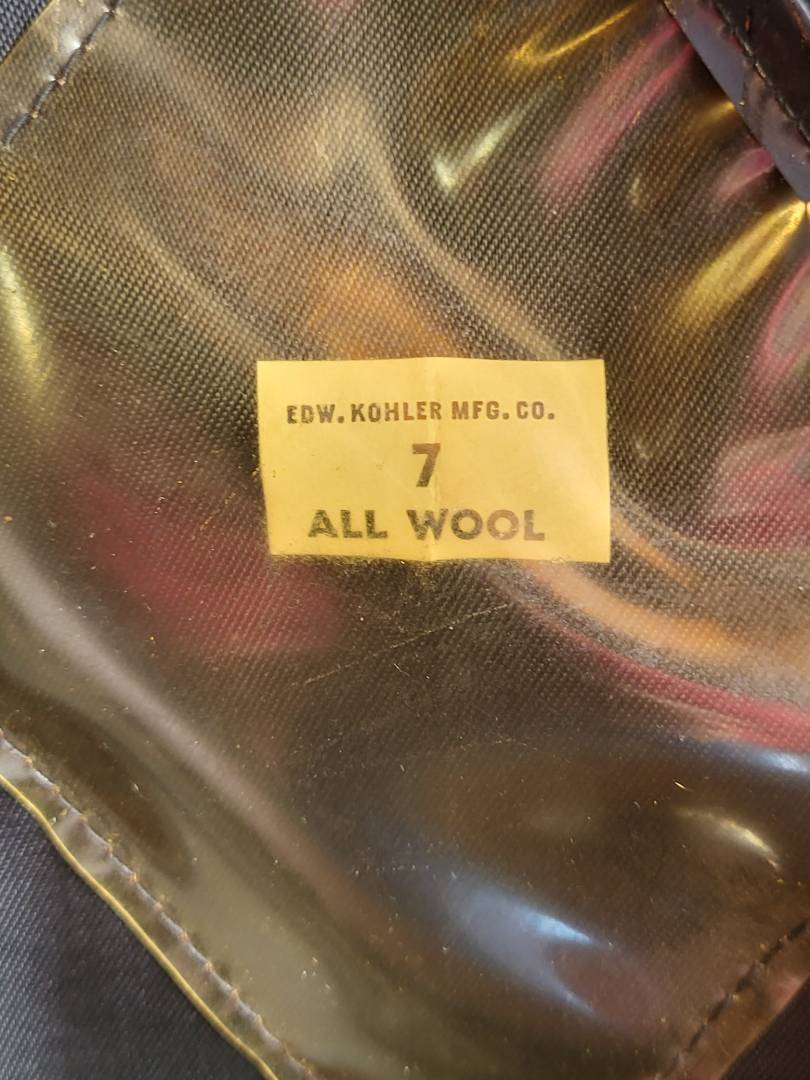 EDW. KOHLER MFG. CO.
7
ALL WOOL